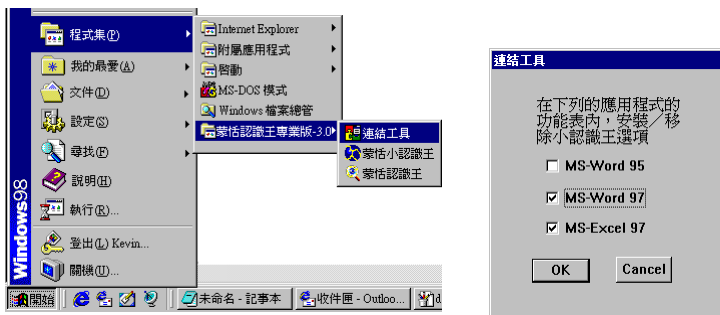 Windows98
程式集(P)
我的最愛(A)
文件(D)
設定(S)
尋找(F)
說明(H)
執行(R)...
登出(L) Kevin...
關機(U)...
Internet Explorer
附屬應用程式
啓動
MS-DOS 模式
Windows 檔案總管
蒙恬認識王專業版-3.0
連結工具
蒙恬小認識王
蒙恬認識王
開始
未命名 - 記事本
收件匣 - Outloo...
連結工具
在下列的應用程式的
功能表內，安裝／移
除小認識王選項
MS-Word 95
MS-Word 97
MS-Excel 97
OK
Cancel